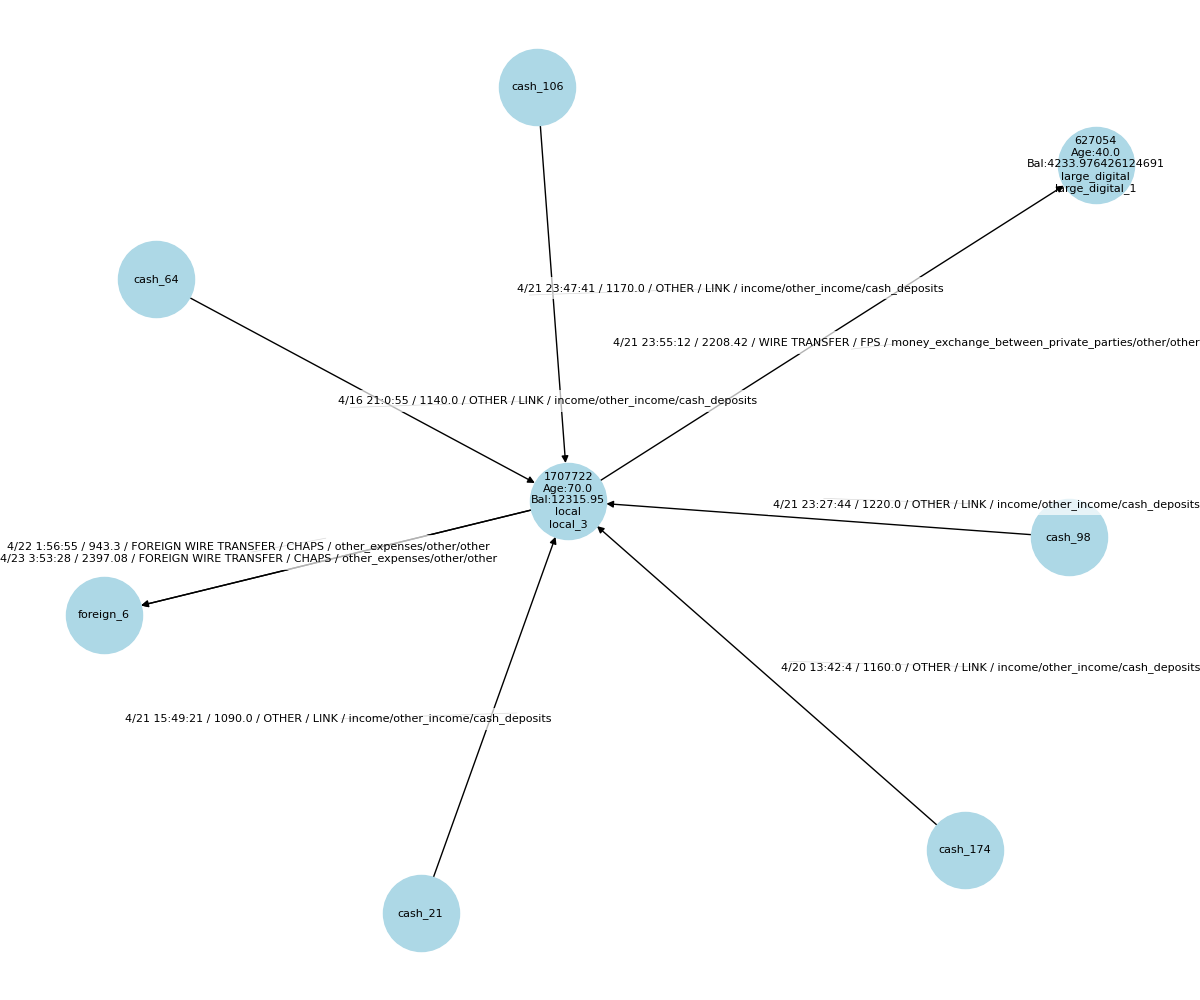 cash_106
627054
Age:40.0
Bal:4233.976426124691
large_digital
large_digital_1
cash_64
4/21 23:47:41 / 1170.0 / OTHER / LINK / income/other_income/cash_deposits
4/21 23:55:12 / 2208.42 / WIRE TRANSFER / FPS / money_exchange_between_private_parties/other/other
4/16 21:0:55 / 1140.0 / OTHER / LINK / income/other_income/cash_deposits
1707722
Age:70.0
Bal:12315.95
local
local_3
4/21 23:27:44 / 1220.0 / OTHER / LINK / income/other_income/cash_deposits
cash_98
4/22 1:56:55 / 943.3 / FOREIGN WIRE TRANSFER / CHAPS / other_expenses/other/other
4/23 3:53:28 / 2397.08 / FOREIGN WIRE TRANSFER / CHAPS / other_expenses/other/other
foreign_6
4/20 13:42:4 / 1160.0 / OTHER / LINK / income/other_income/cash_deposits
4/21 15:49:21 / 1090.0 / OTHER / LINK / income/other_income/cash_deposits
cash_174
cash_21